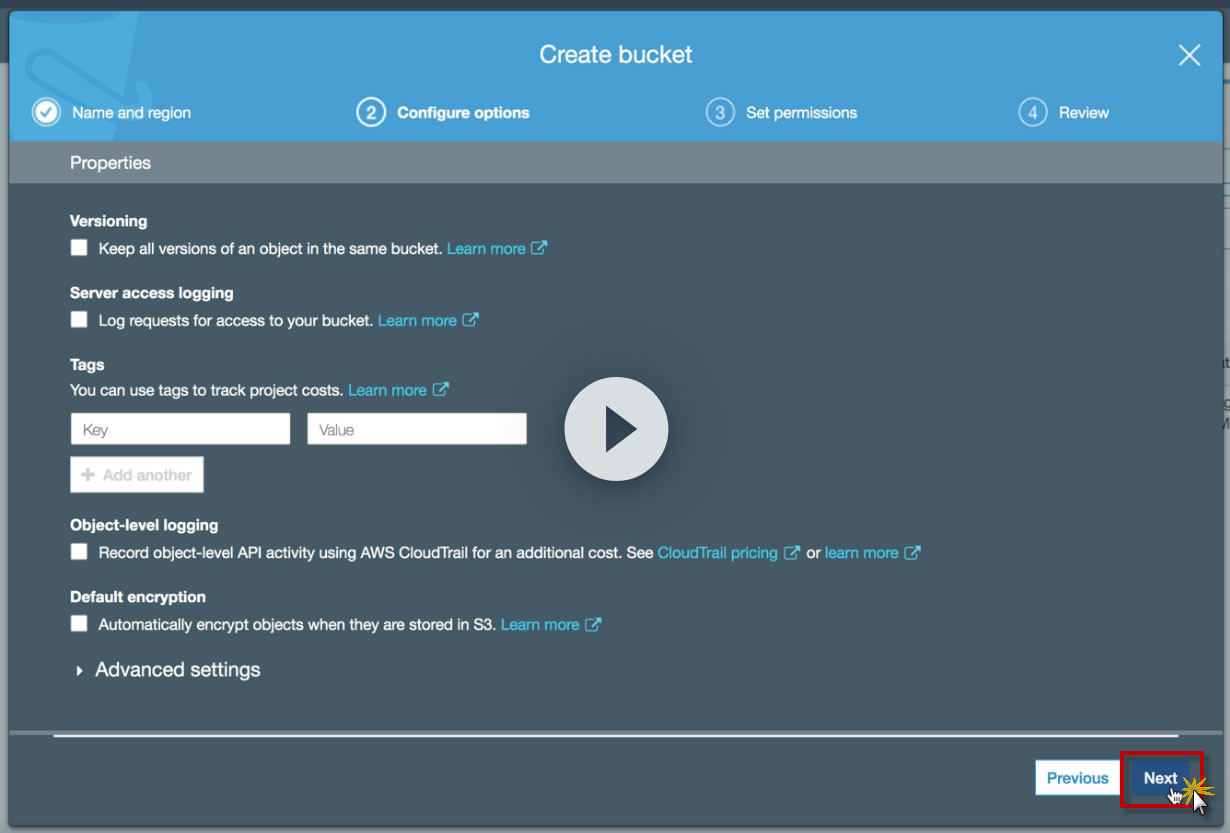 Create bucket
Name and region
2 Configure options
3 Set permissions
4 Review
Properties
Versioning
Keep all versions of an object in the same bucket. Learn more
Server access logging
Log requests for access to your bucket. Learn more
Tags
You can use tags to track project costs. Learn more
Key Value
+ Add another
Object-level logging
Record object-level API activity using AWS CloudTrail for an additional cost. See CloudTrail pricing or learn more
Default encryption
Automatically encrypt objects when they are stored in S3. Learn more
Advanced settings
Previous Next